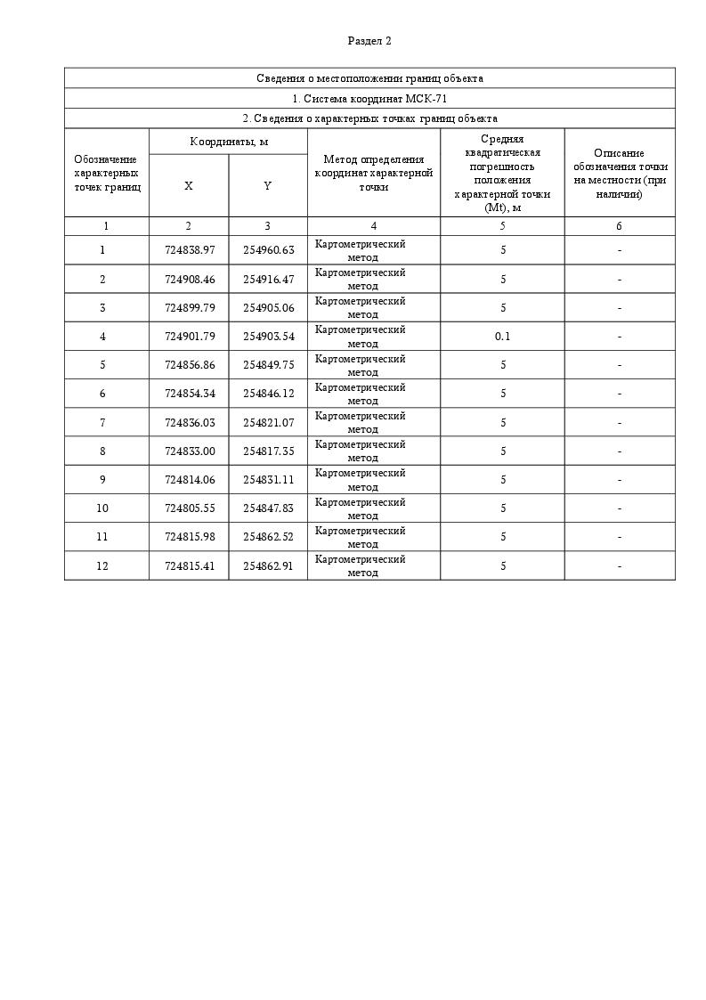 Раздел 2
Сведения о местоположении границ объекта
1. Система координат МСК-71
2. Сведения о характерных точках границ объекта
Обозначение
характерных
точек границ
Координаты, м
X
Y
Метод определения
координат характерной
точки
Средняя
квадратическая
погрешность
положения
характерной точки
(Mt), м
Описание
обозначения точки
на местности (при
наличии)
1 2 3 4 5 6
1 724838.97 254960.63 Картометрический
метод 5 -
2 724908.46 254916.47 Картометрический
метод 5 -
3 724899.79 254905.06 Картометрический
метод 5 -
4 724901.79 254903.54 Картометрический
метод 0.1 -
5 724856.86 254849.75 Картометрический
метод 5 -
6 724854.34 254846.12 Картометрический
метод 5 -
7 724836.03 254821.07 Картометрический
метод 5 -
8 724833.00 254817.35 Картометрический
метод 5 -
9 724814.06 254831.11 Картометрический
метод 5 -
10 724805.55 254847.83 Картометрический
метод 5 -
11 724815.98 254862.52 Картометрический
метод 5 -
12 724815.41 254862.91 Картометрический
метод 5 -